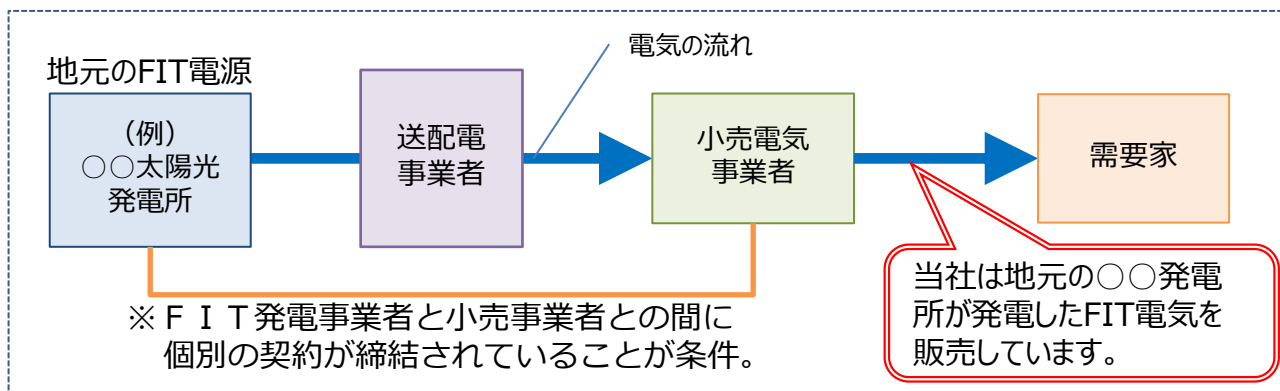 電気の流れ
地元のFIT電源
（例）
○○太陽光
発電所
送配電
事業者
小売電気
事業者
需要家
当社は地元の○○発電
所が発電したFIT電気を
販売しています。
※ＦＩＴ発電事業者と小売事業者との間に
個別の契約が締結されていることが条件。